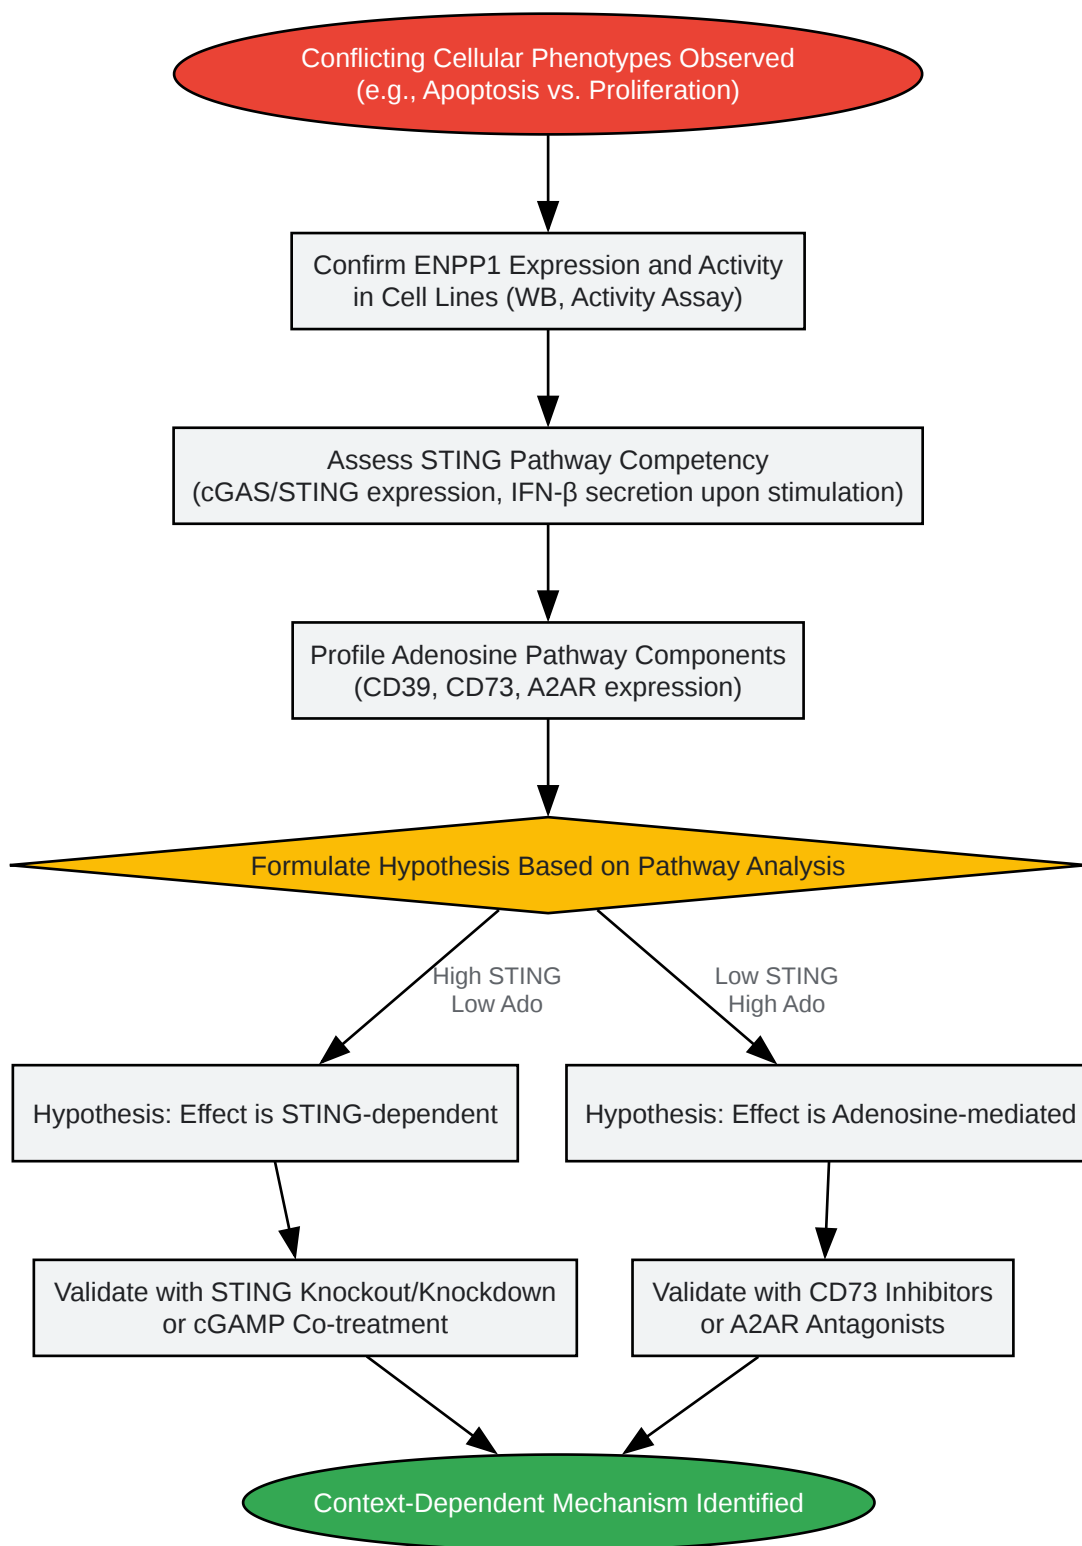 Conflicting Cellular Phenotypes Observed
(e.g., Apoptosis vs. Proliferation)
Confirm ENPP1 Expression and Activity
in Cell Lines (WB, Activity Assay)
Assess STING Pathway Competency
(cGAS/STING expression, IFN-β secretion upon stimulation)
Profile Adenosine Pathway Components
(CD39, CD73, A2AR expression)
Formulate Hypothesis Based on Pathway Analysis
High STING
Low Ado
Low STING
High Ado
Hypothesis: Effect is STING-dependent
Hypothesis: Effect is Adenosine-mediated
Validate with STING Knockout/Knockdown
or cGAMP Co-treatment
Validate with CD73 Inhibitors
or A2AR Antagonists
Context-Dependent Mechanism Identified